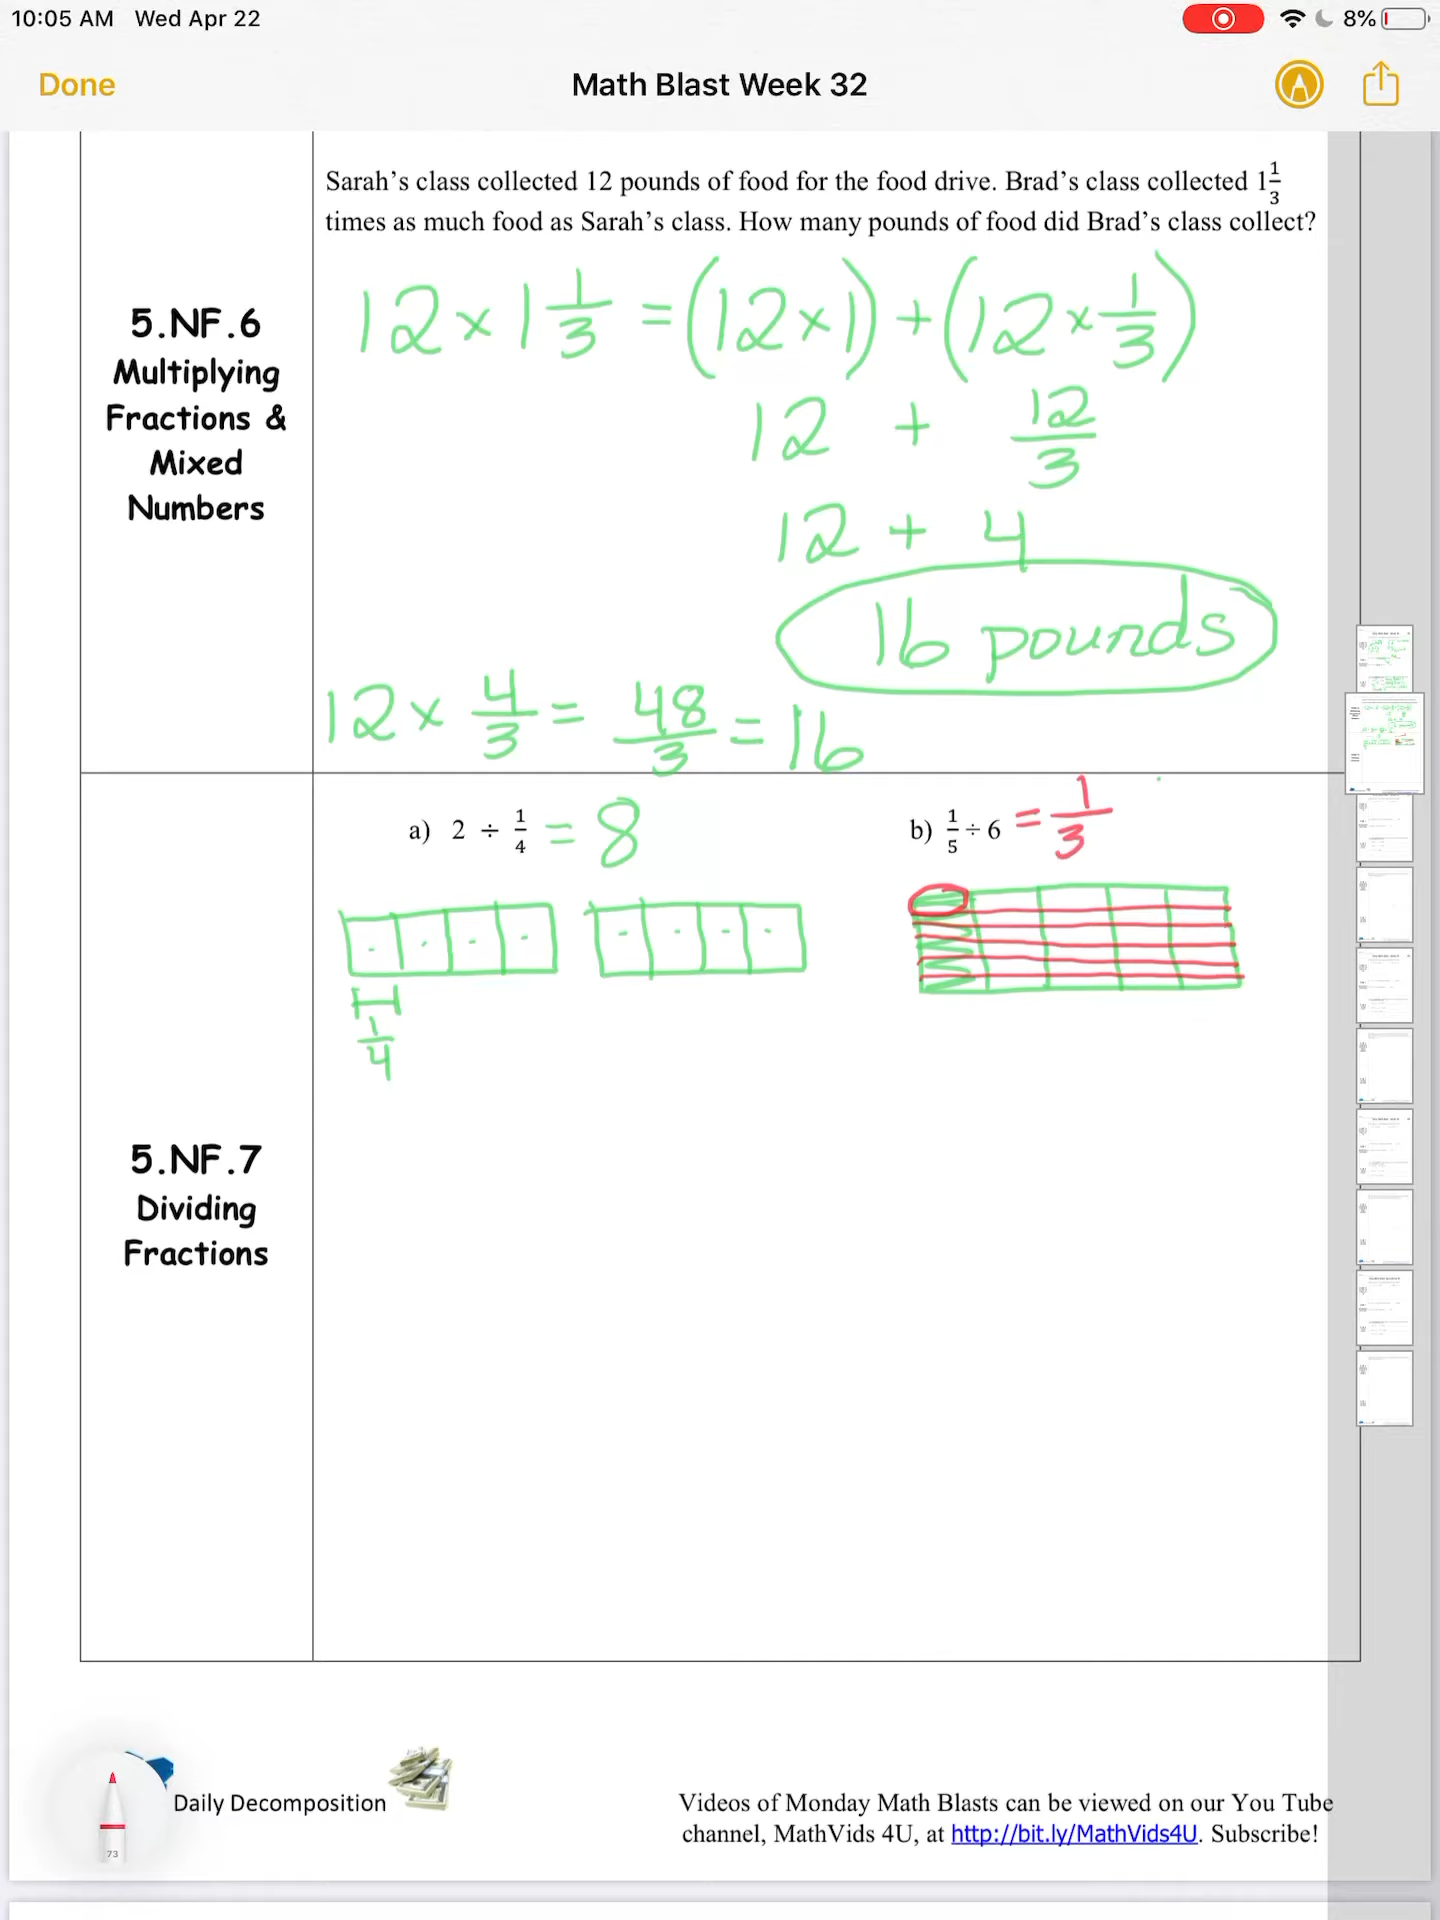 10:05 AM Wed Apr 22
8%
Done
Math Blast Week 32
Sarah's class collected 12 pounds of food for the food drive. Brad's class collected 1 1/3
times as much food as Sarah's class. How many pounds of food did Brad's class collect?
5.NF.6
Multiplying
Fractions &
Mixed
Numbers
12 × 1 1/3 = (12×1) + (12 × 1/3)
12 + 12/3
12 + 4
16 pounds
12 × 4/3 = 48/3 = 16
a) 2 ÷ 1/4 = 8
b) 1/5 ÷ 6 = 1/3
1/4
5.NF.7
Dividing
Fractions
Daily Decomposition
73
Videos of Monday Math Blasts can be viewed on our You Tube
channel, MathVids 4U, at http://bit.ly/MathVids4U. Subscribe!